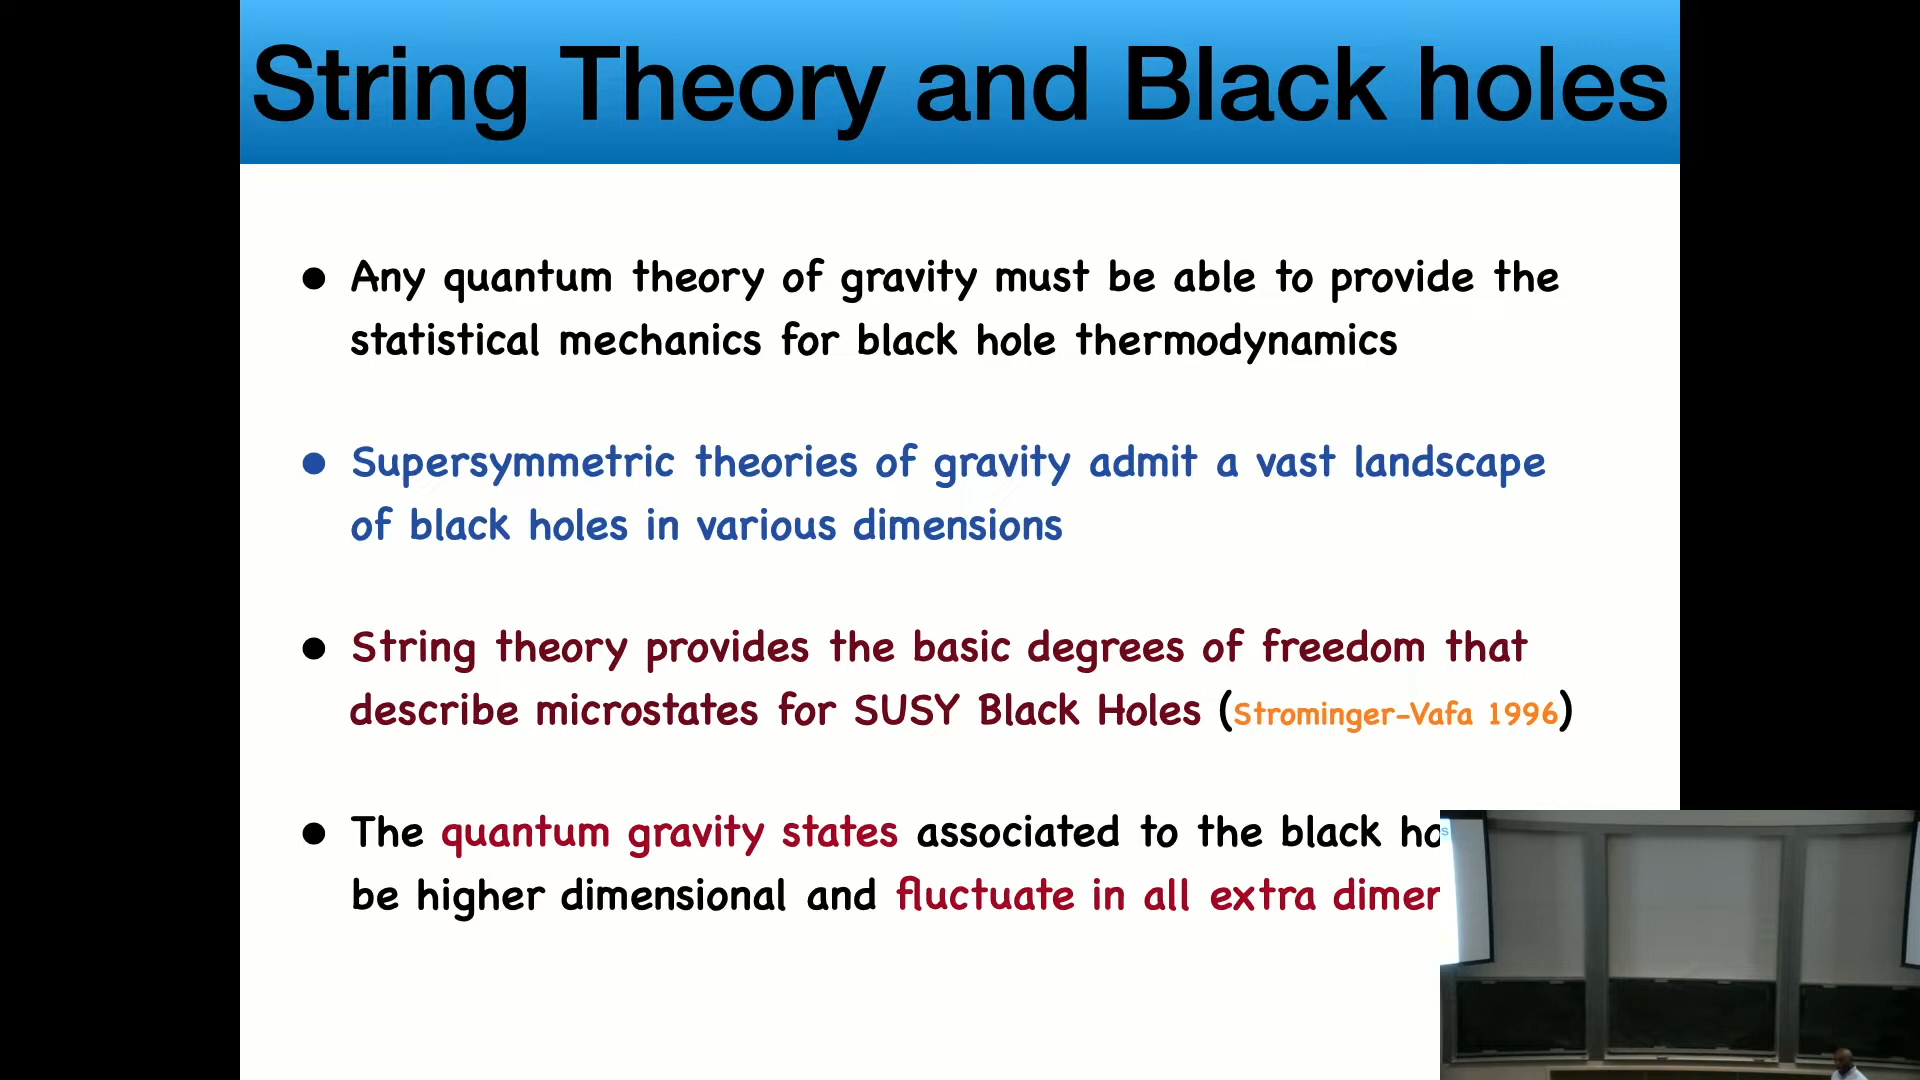 String Theory and Black holes
• Any quantum theory of gravity must be able to provide the
statistical mechanics for black hole thermodynamics
• Supersymmetric theories of gravity admit a vast landscape
of black holes in various dimensions
• String theory provides the basic degrees of freedom that
describe microstates for SUSY Black Holes (Strominger-Vafa 1996)
• The quantum gravity states associated to the black
be higher dimensional and fluctuate in all extra